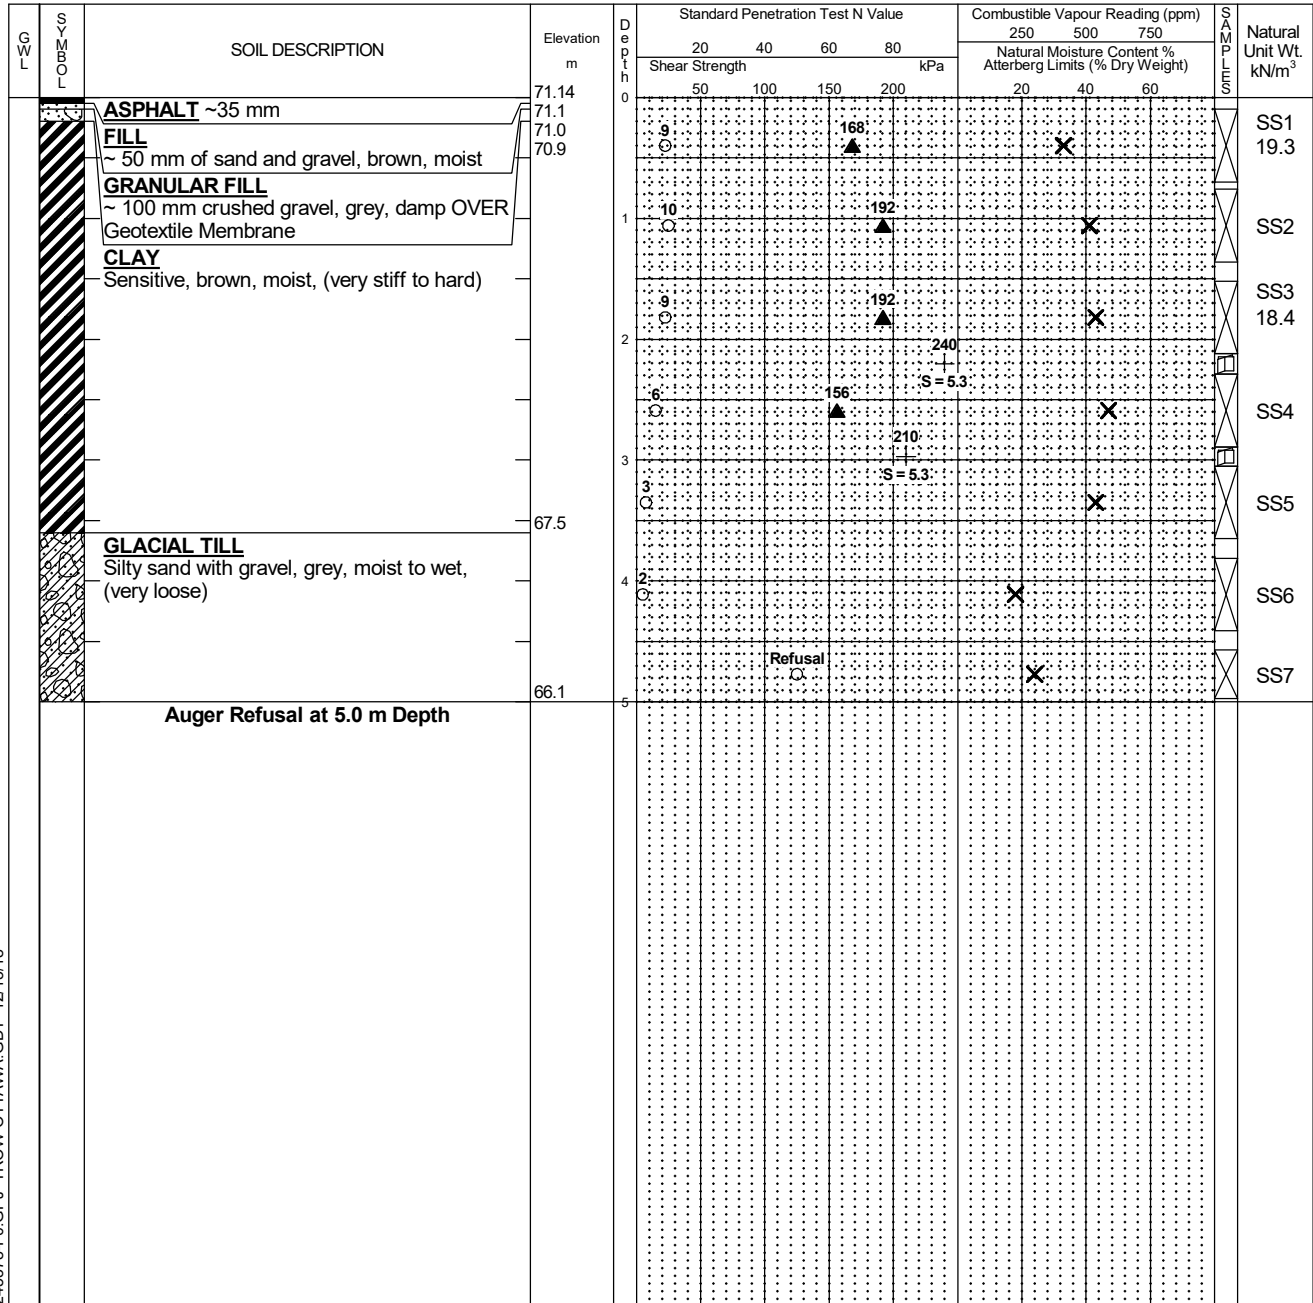 GWL
SYMBOL
SOIL DESCRIPTION
Elevation
m
Depth
Standard Penetration Test N Value
20 40 60 80
Shear Strength kPa
50 100 150 200
Combustible Vapour Reading (ppm)
250 500 750
Natural Moisture Content %
Atterberg Limits (% Dry Weight)
20 40 60
SAMPLES
Natural
Unit Wt.
kN/m³
71.14
0
ASPHALT ~35 mm
71.1
FILL
71.0
~ 50 mm of sand and gravel, brown, moist
70.9
9
168
SS1
19.3
GRANULAR FILL
~ 100 mm crushed gravel, grey, damp OVER
Geotextile Membrane
10
192
1
SS2
CLAY
Sensitive, brown, moist, (very stiff to hard)
9
192
SS3
18.4
2
240
S = 5.3
6
156
SS4
210
3
S = 5.3
3
SS5
67.5
GLACIAL TILL
Silty sand with gravel, grey, moist to wet,
(very loose)
4
2
SS6
Refusal
SS7
66.1
5
Auger Refusal at 5.0 m Depth